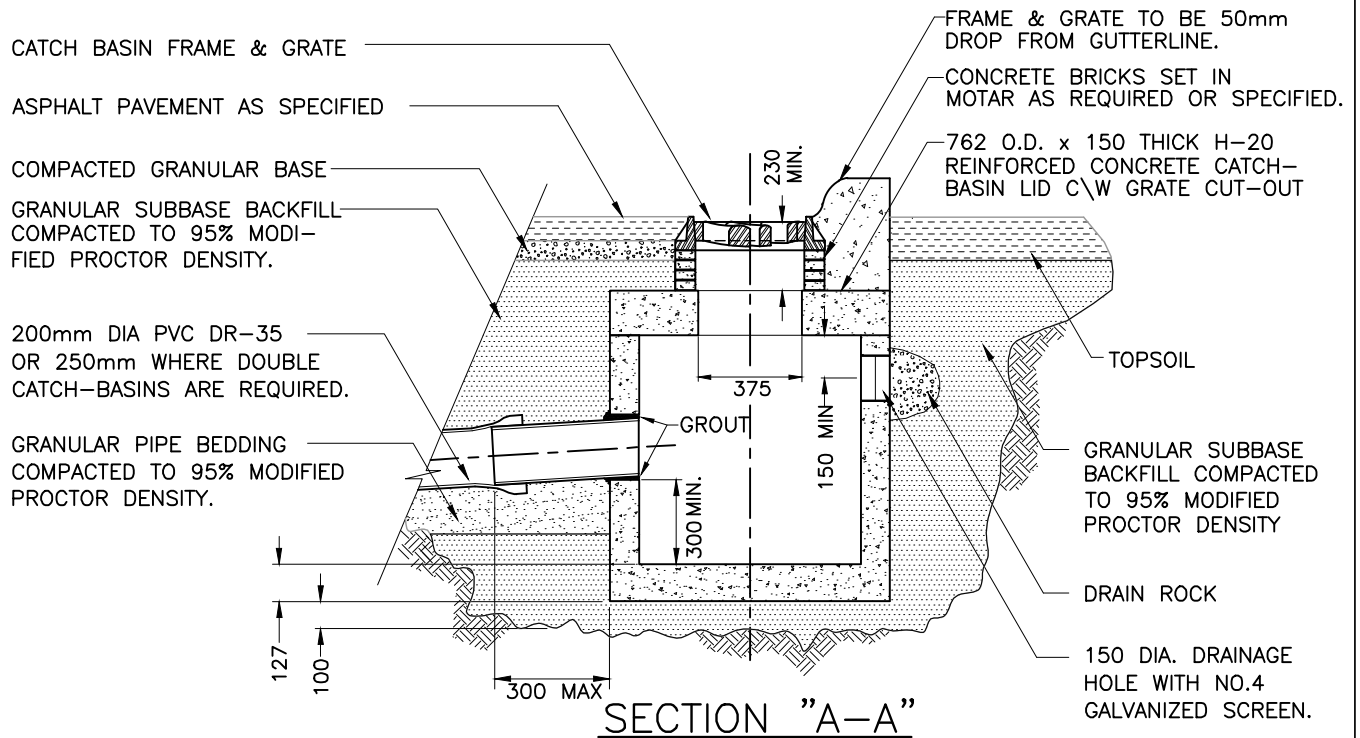 CATCH BASIN FRAME & GRATE
ASPHALT PAVEMENT AS SPECIFIED
COMPACTED GRANULAR BASE
GRANULAR SUBBASE BACKFILL
COMPACTED TO 95% MODI-
FIED PROCTOR DENSITY.
200mm DIA PVC DR-35
OR 250mm WHERE DOUBLE
CATCH-BASINS ARE REQUIRED.
GRANULAR PIPE BEDDING
COMPACTED TO 95% MODIFIED
PROCTOR DENSITY.
FRAME & GRATE TO BE 50mm
DROP FROM GUTTERLINE.
CONCRETE BRICKS SET IN
MOTAR AS REQUIRED OR SPECIFIED.
762 O.D. x 150 THICK H-20
REINFORCED CONCRETE CATCH-
BASIN LID C\W GRATE CUT-OUT
230
MIN.
375
GROUT
150 MIN
300 MIN.
127
100
300 MAX
TOPSOIL
GRANULAR SUBBASE
BACKFILL COMPACTED
TO 95% MODIFIED
PROCTOR DENSITY
DRAIN ROCK
150 DIA. DRAINAGE
HOLE WITH NO.4
GALVANIZED SCREEN.
SECTION "A-A"